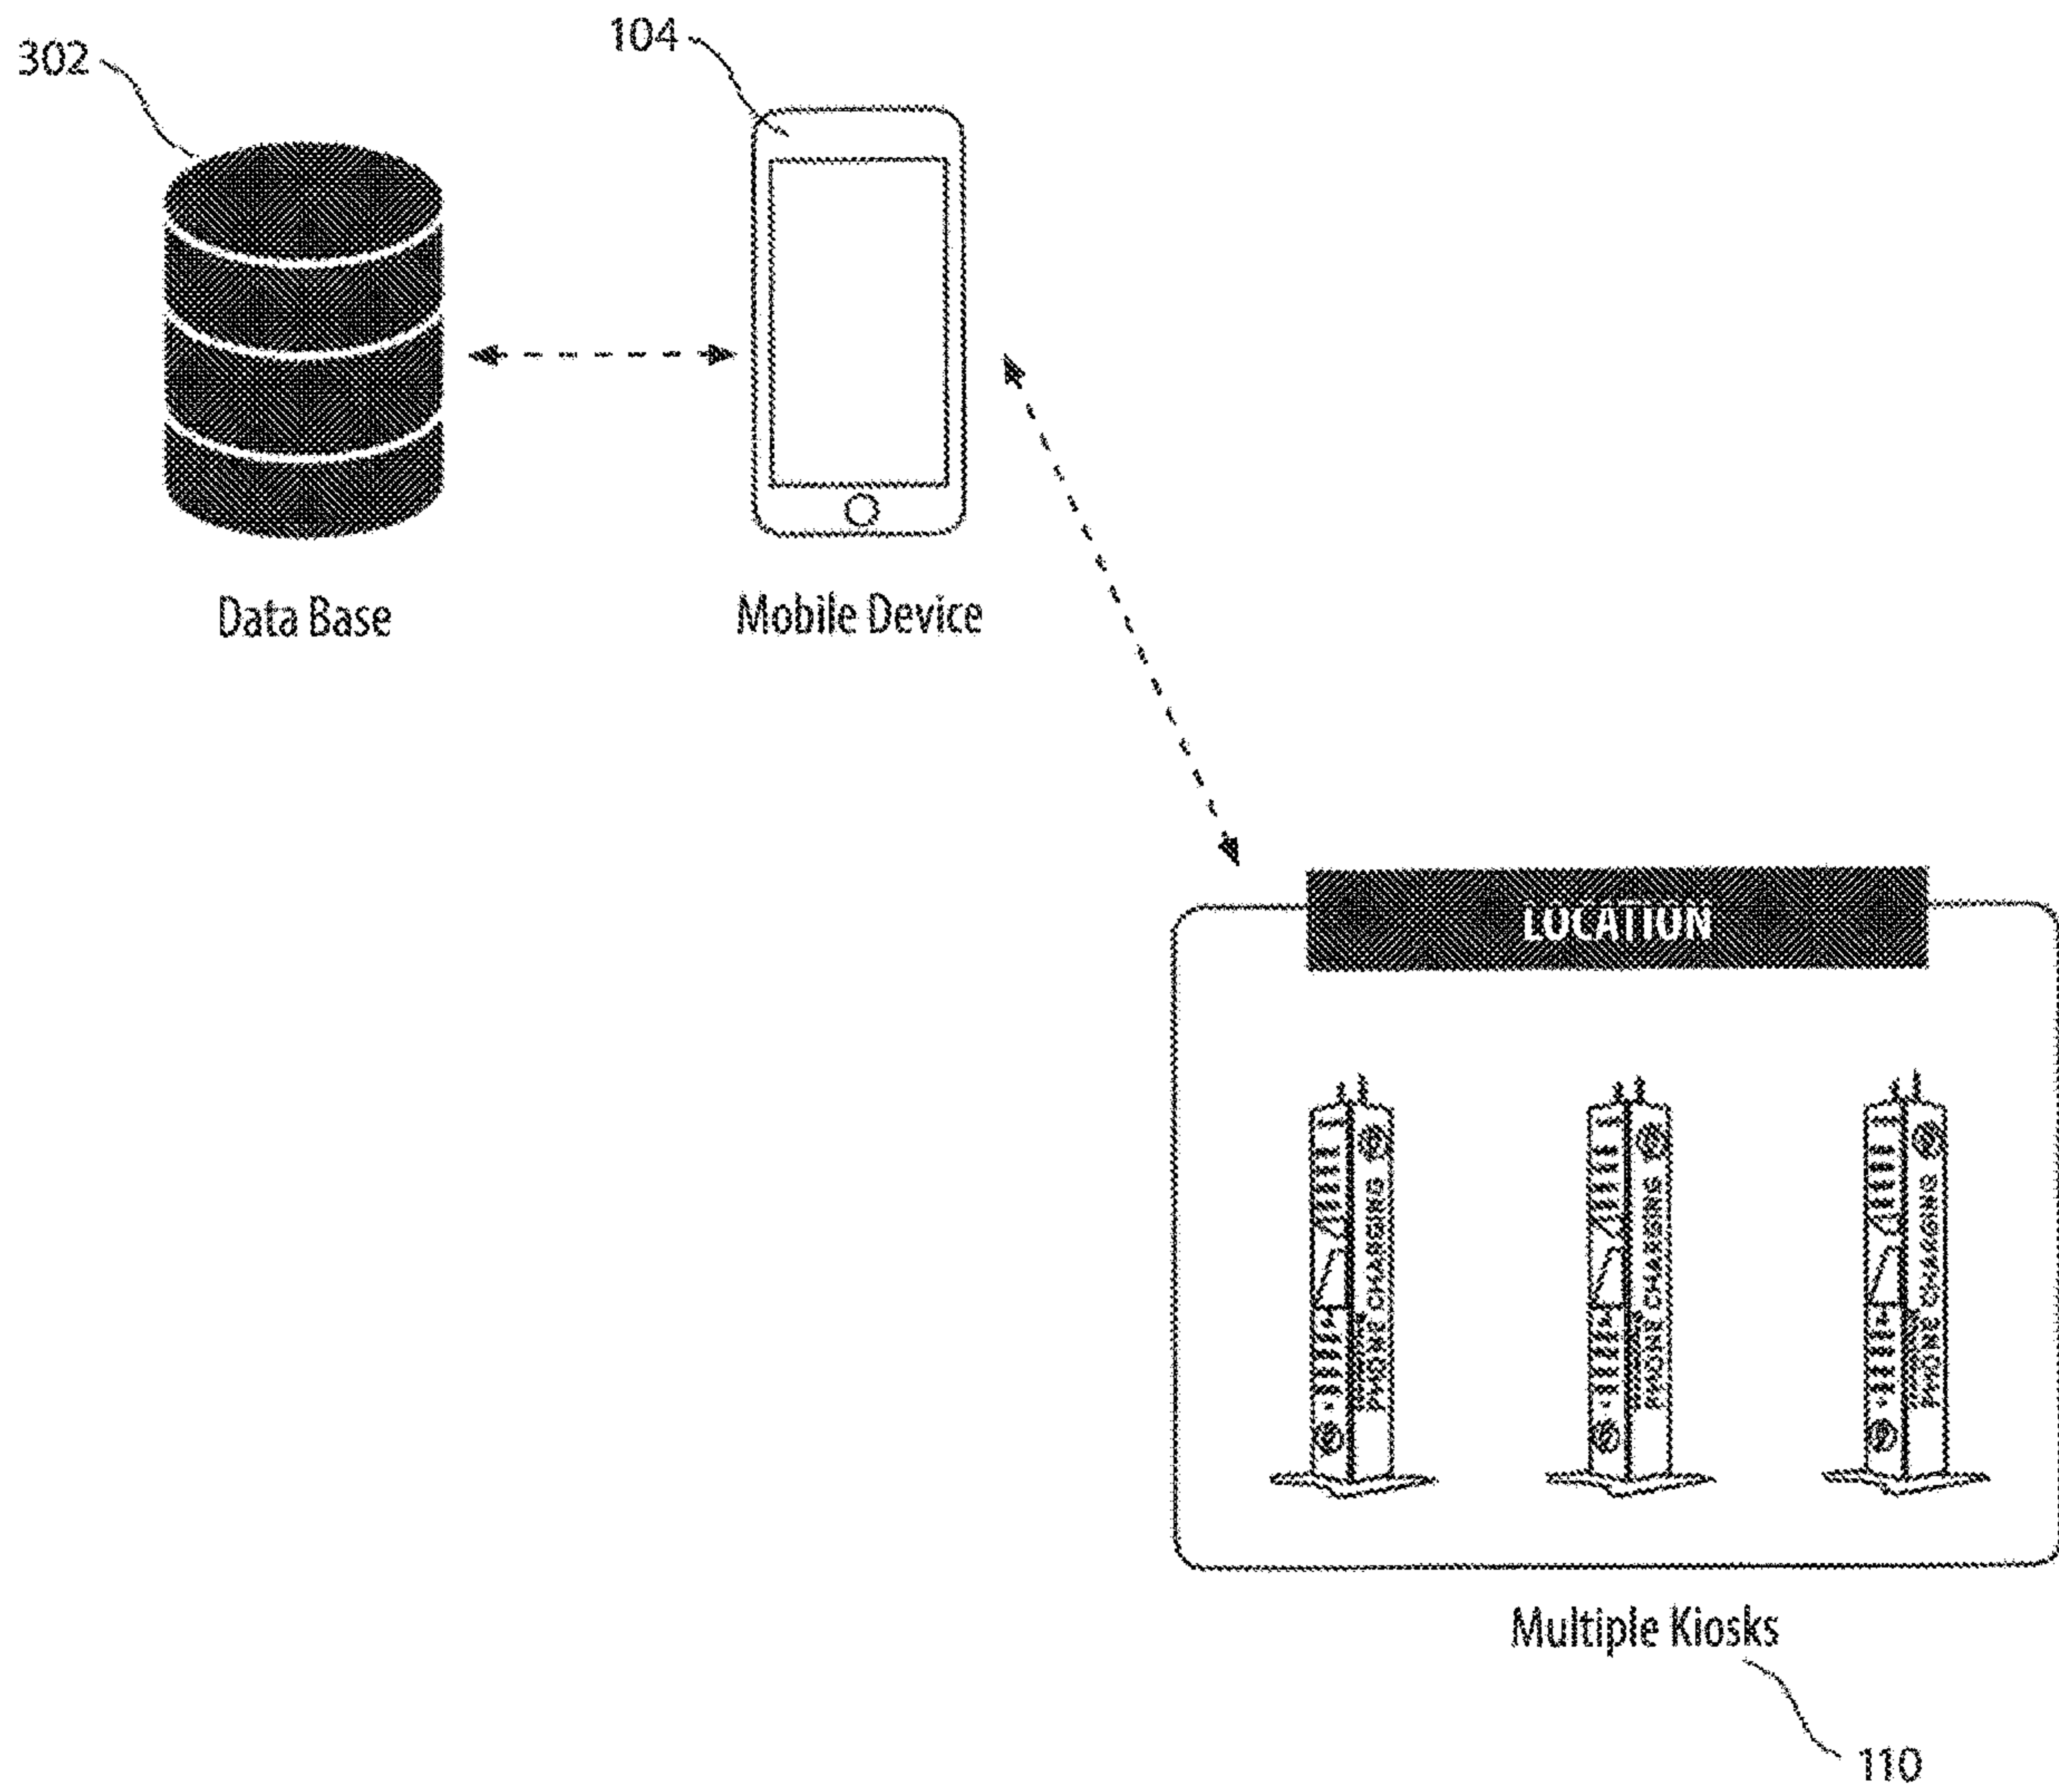 302
104
Data Base
Mobile Device
LOCATION
PHONE CHARGING
PHONE CHARGING
PHONE CHARGING
Multiple Kiosks
110